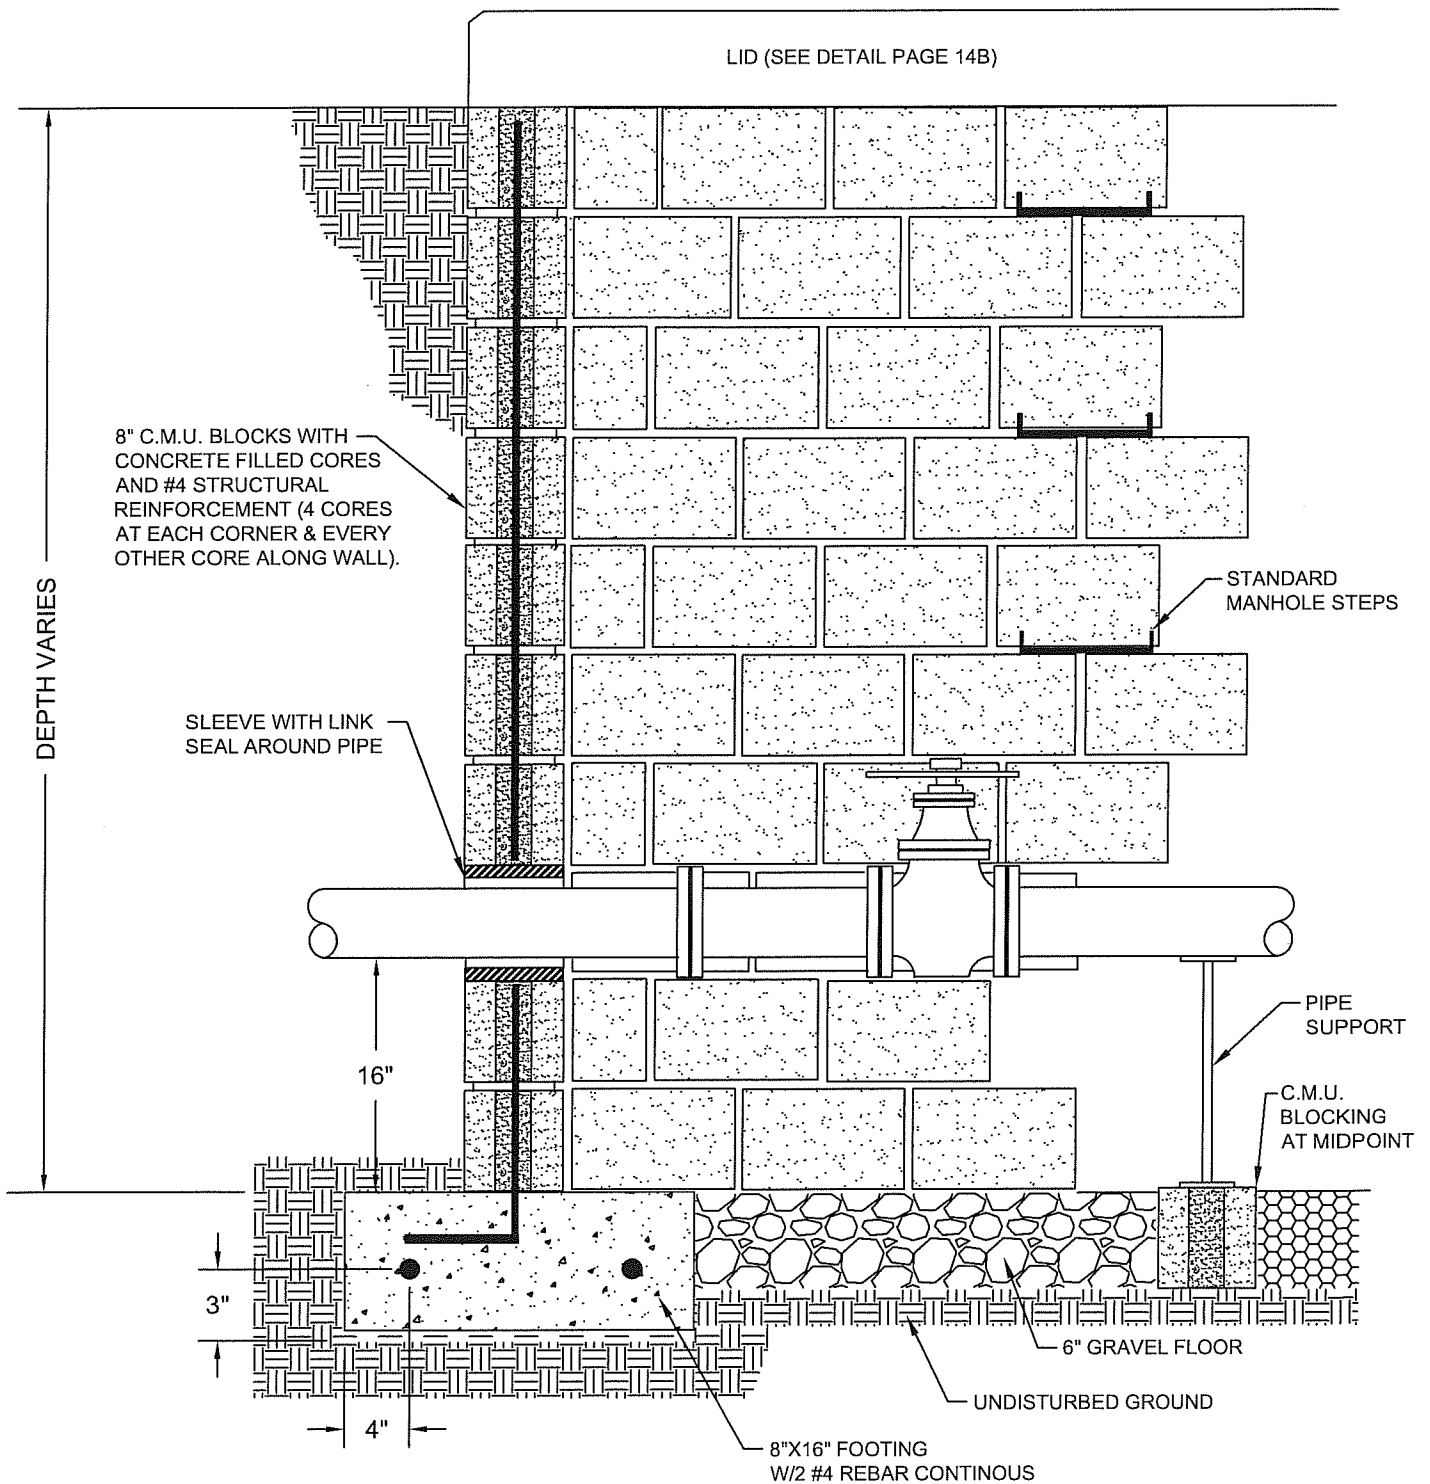 LID (SEE DETAIL PAGE 14B)
8" C.M.U. BLOCKS WITH
CONCRETE FILLED CORES
AND #4 STRUCTURAL
REINFORCEMENT (4 CORES
AT EACH CORNER & EVERY
OTHER CORE ALONG WALL).
DEPTH VARIES
STANDARD
MANHOLE STEPS
SLEEVE WITH LINK
SEAL AROUND PIPE
PIPE
SUPPORT
16"
C.M.U.
BLOCKING
AT MIDPOINT
3"
6" GRAVEL FLOOR
UNDISTURBED GROUND
4"
8"X16" FOOTING
W/2 #4 REBAR CONTINOUS